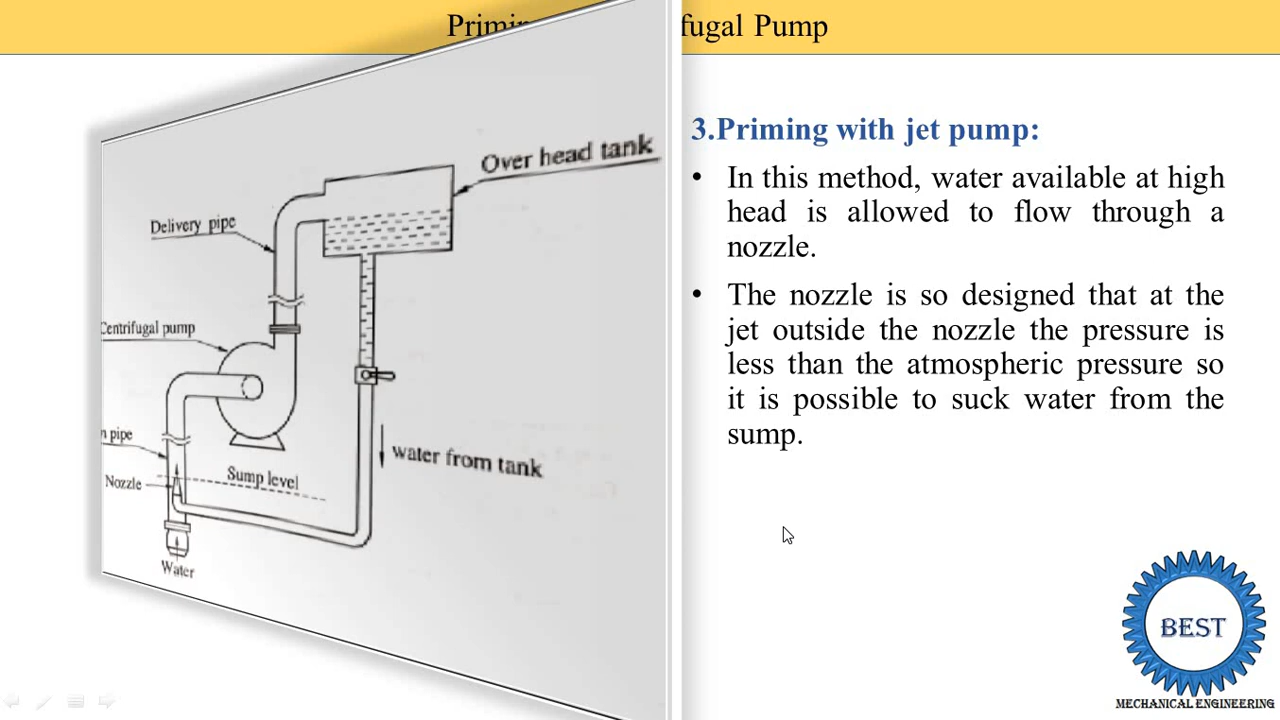 fugal Pump
3.Priming with jet pump:
• In this method, water available at high
head is allowed to flow through a
nozzle.
• The nozzle is so designed that at the
jet outside the nozzle the pressure is
less than the atmospheric pressure so
it is possible to suck water from the
sump.
Over head tank
Delivery pipe
Centrifugal pump
pipe
water from tank
Sump level
Nozzle
Water
BEST
MECHANICAL ENGINEERING